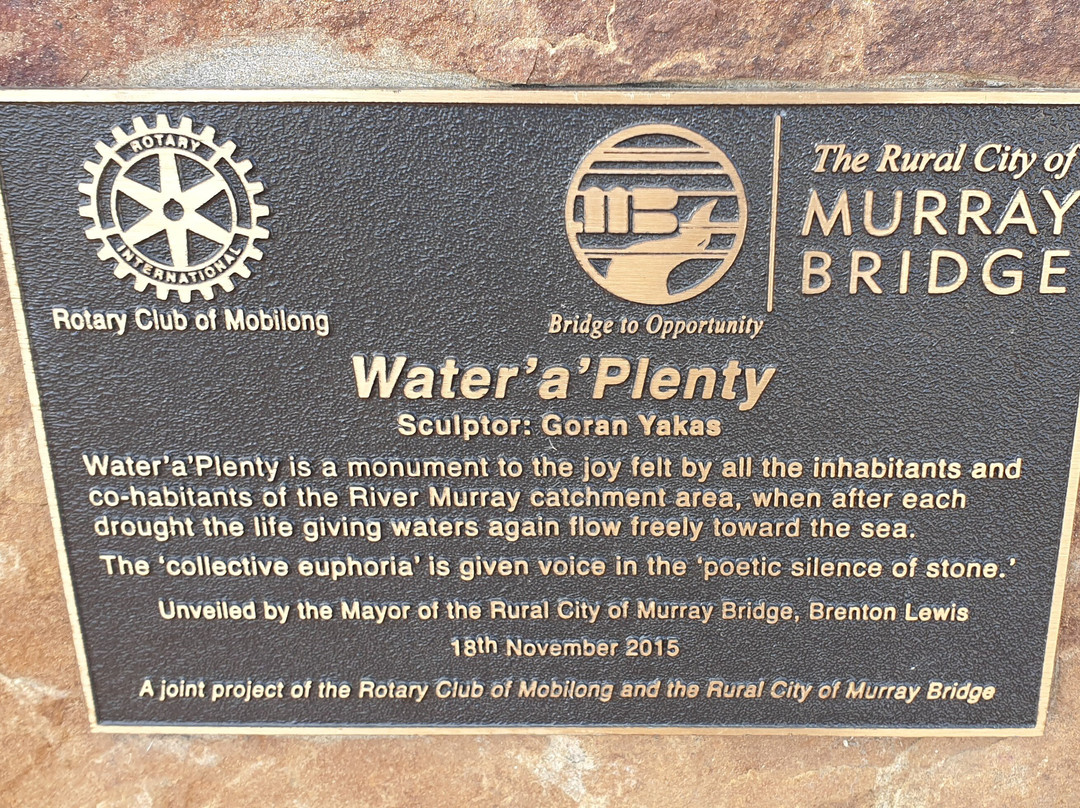 ROTARY
INTERNATIONAL
Rotary Club of Mobilong
MB
Bridge to Opportunity
The Rural City of
MURRAY
BRIDGE
Water'a'Plenty
Sculptor: Goran Yakas
Water'a'Plenty is a monument to the joy felt by all the inhabitants and
co-habitants of the River Murray catchment area, when after each
drought the life giving waters again flow freely toward the sea.
The 'collective euphoria' is given voice in the 'poetic silence of stone.'
Unveiled by the Mayor of the Rural City of Murray Bridge, Brenton Lewis
18th November 2015
A joint project of the Rotary Club of Mobilong and the Rural City of Murray Bridge